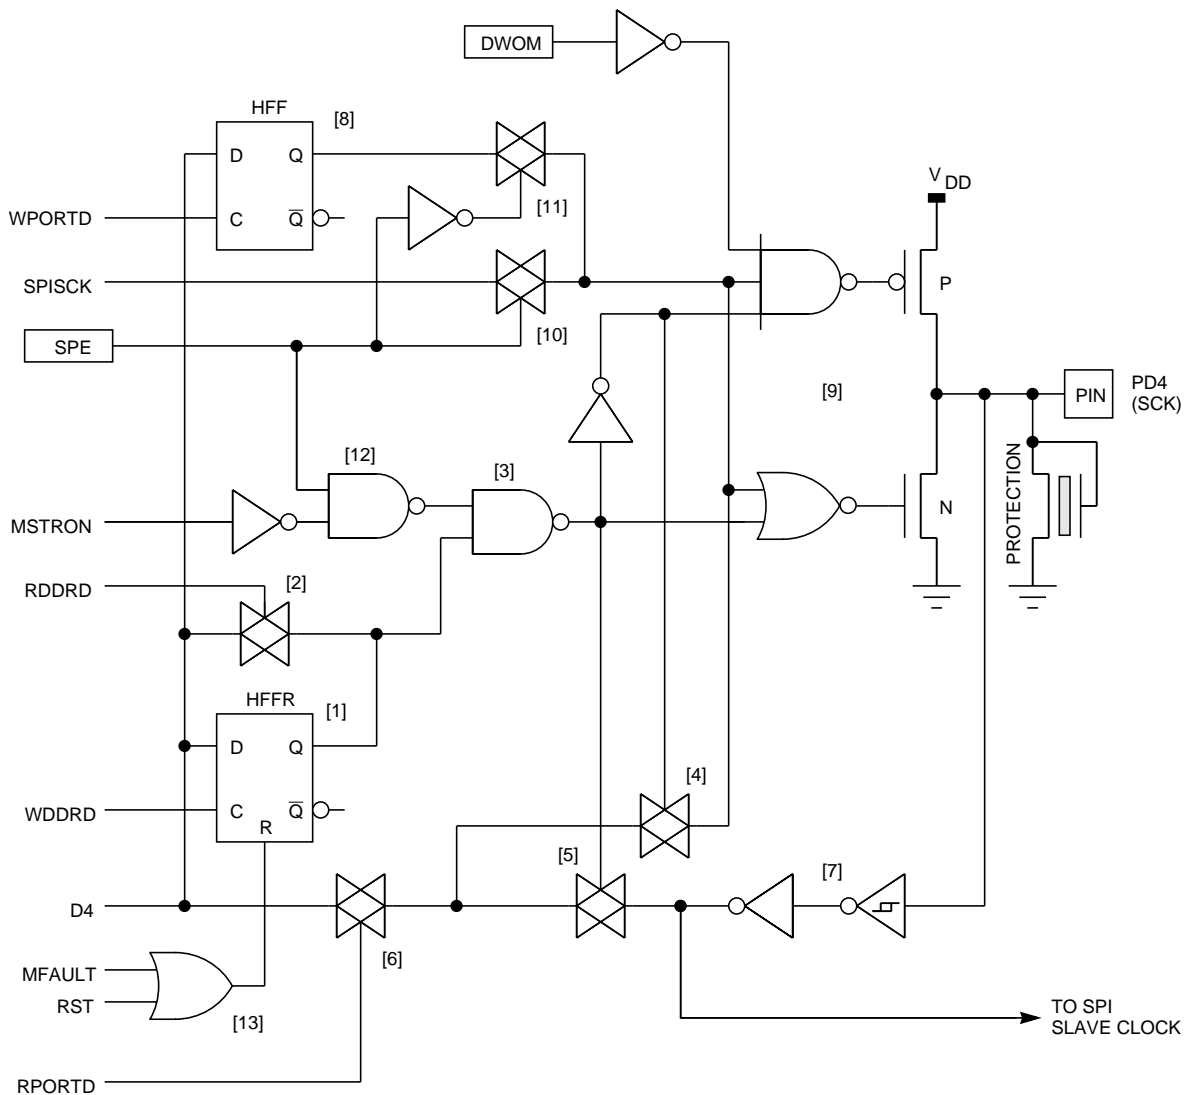 DWOM
HFF
[8]
D
Q
WPORTD
C
Q
[11]
V DD
SPISCK
P
[10]
SPE
[9]
PIN
PD4
(SCK)
[12]
[3]
PROTECTION
N
MSTRON
[2]
RDDRD
HFFR
[1]
D
Q
[4]
WDDRD
C
Q
R
[5]
[7]
D4
[6]
MFAULT
RST
[13]
TO SPI
SLAVE CLOCK
RPORTD